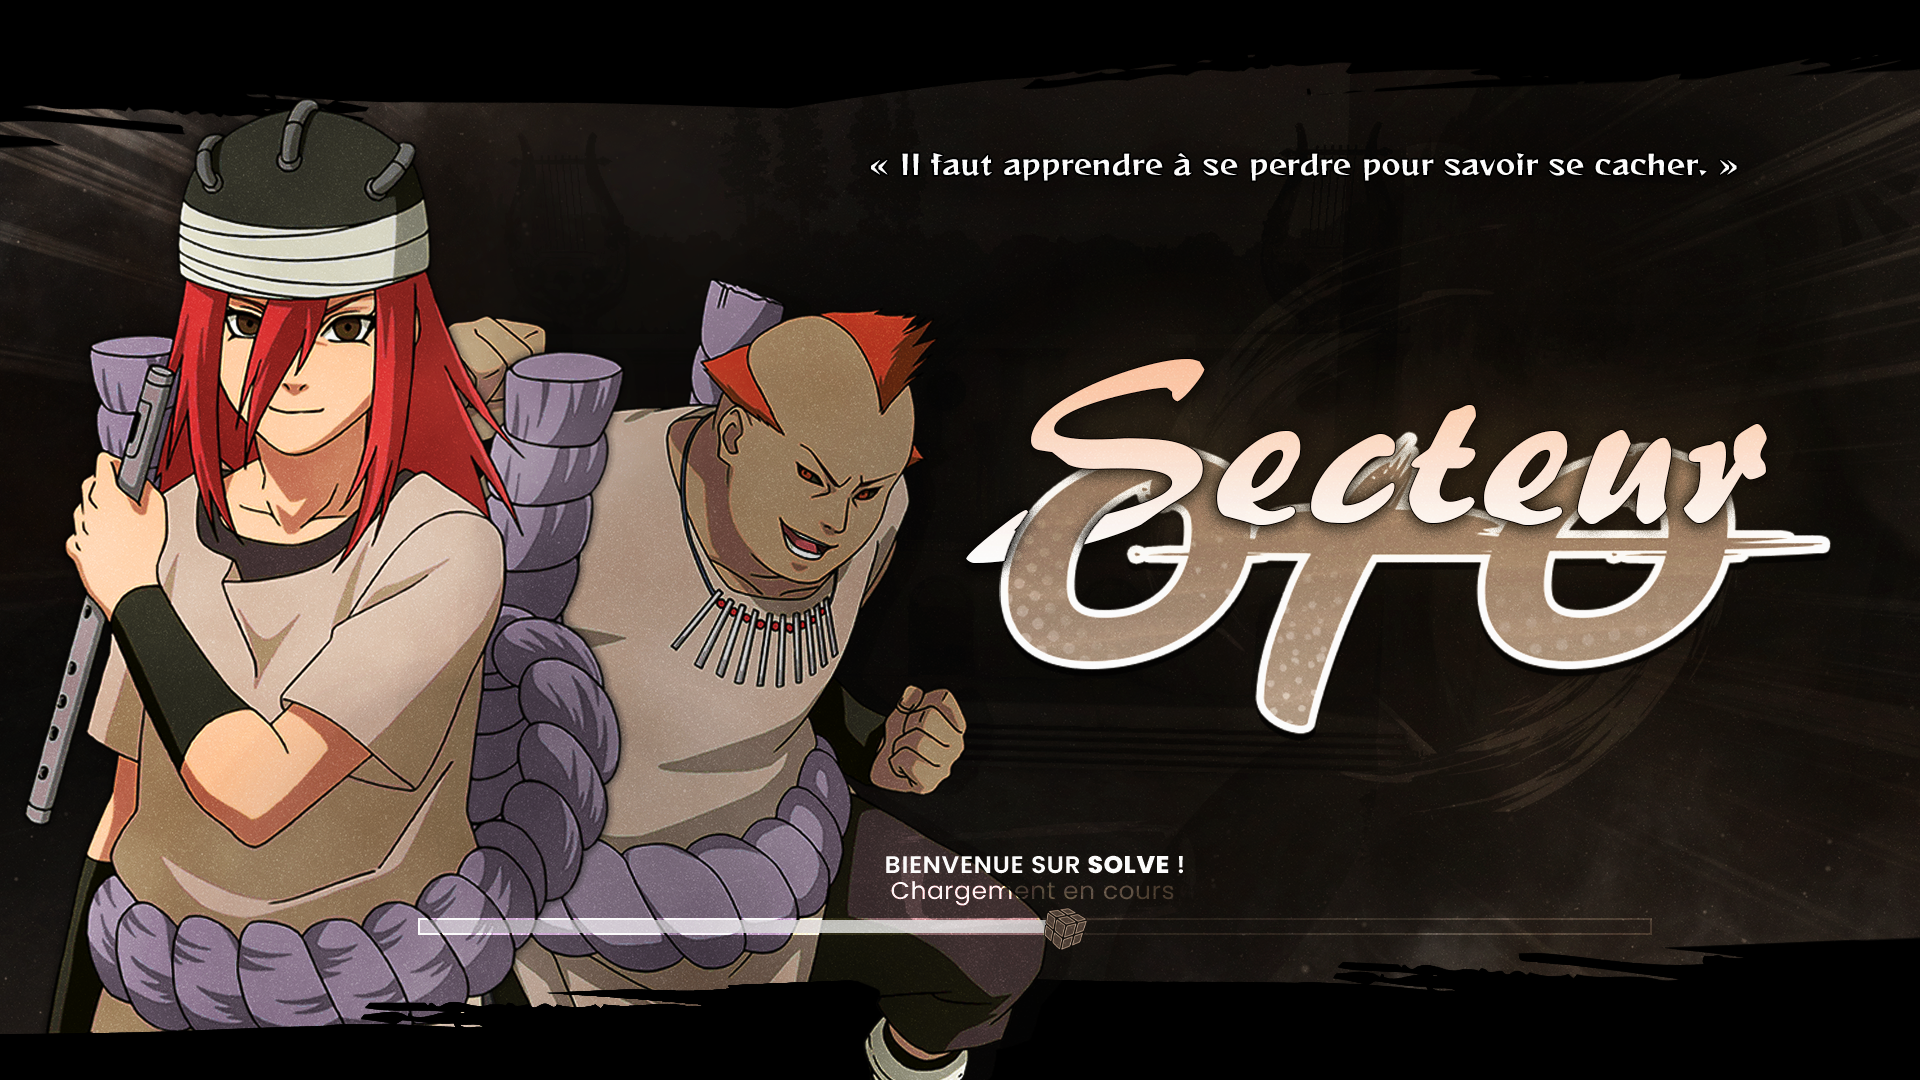 « Il faut apprendre à se perdre pour savoir se cacher. »
Secteur
OTO
BIENVENUE SUR SOLVE !
Chargement en cours